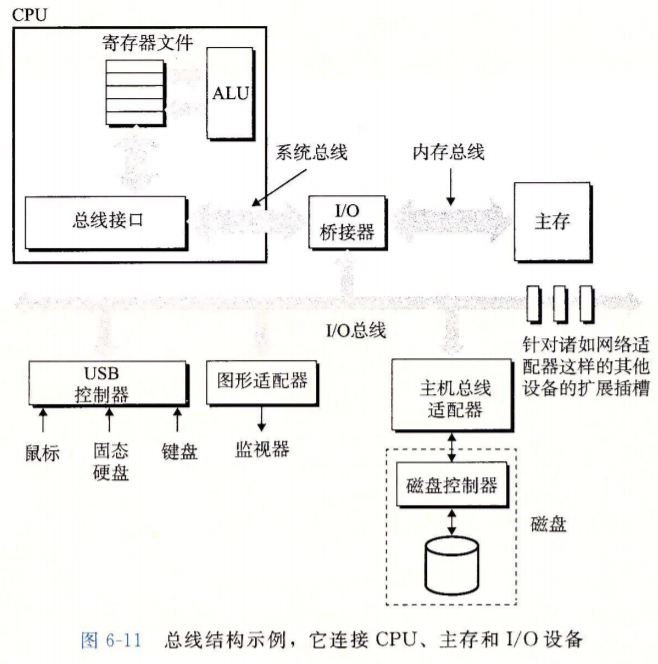 CPU
寄存器文件
ALU
系统总线
内存总线
总线接口
I/O
桥接器
主存
I/O总线
针对诸如网络适
配器这样的其他
设备的扩展插槽
USB
控制器
图形适配器
主机总线
适配器
鼠标
固态
硬盘
键盘
监视器
磁盘控制器
磁盘
图 6-11 总线结构示例，它连接 CPU、主存和 I/O 设备